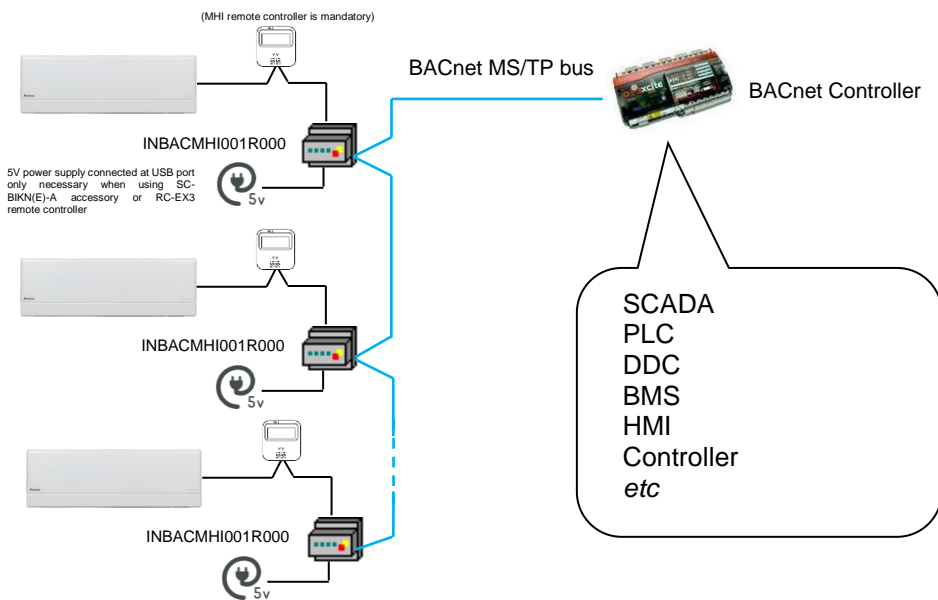 (MHI remote controller is mandatory)
BACnet MS/TP bus
BACnet Controller
INBACMHI001R000
5V power supply connected at USB port
only necessary when using SC-
BIKN(E)-A accessory or RC-EX3
remote controller
5v
INBACMHI001R000
5v
SCADA
PLC
DDC
BMS
HMI
Controller
etc
INBACMHI001R000
5v